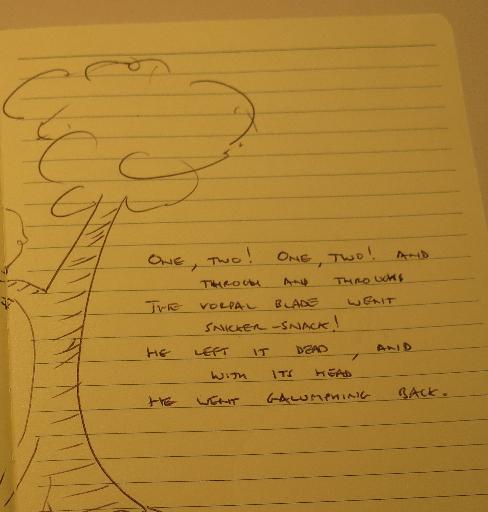 ONE, TWO! ONE, TWO! AND
THROUGH AND THROUGH
THE VORPAL BLADE WENT
SNICKER-SNACK!
HE LEFT IT DEAD, AND
WITH ITS HEAD
HE WENT GALUMPHING BACK.